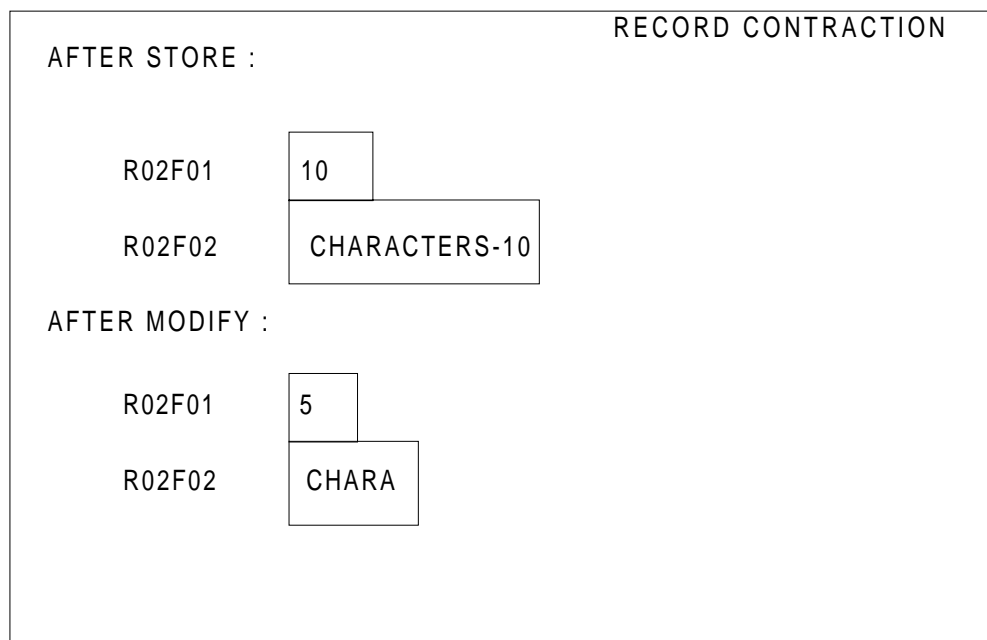 RECORD CONTRACTION
AFTER STORE :
R02F01 10
R02F02 CHARACTERS-10
AFTER MODIFY :
R02F01 5
R02F02 CHARA